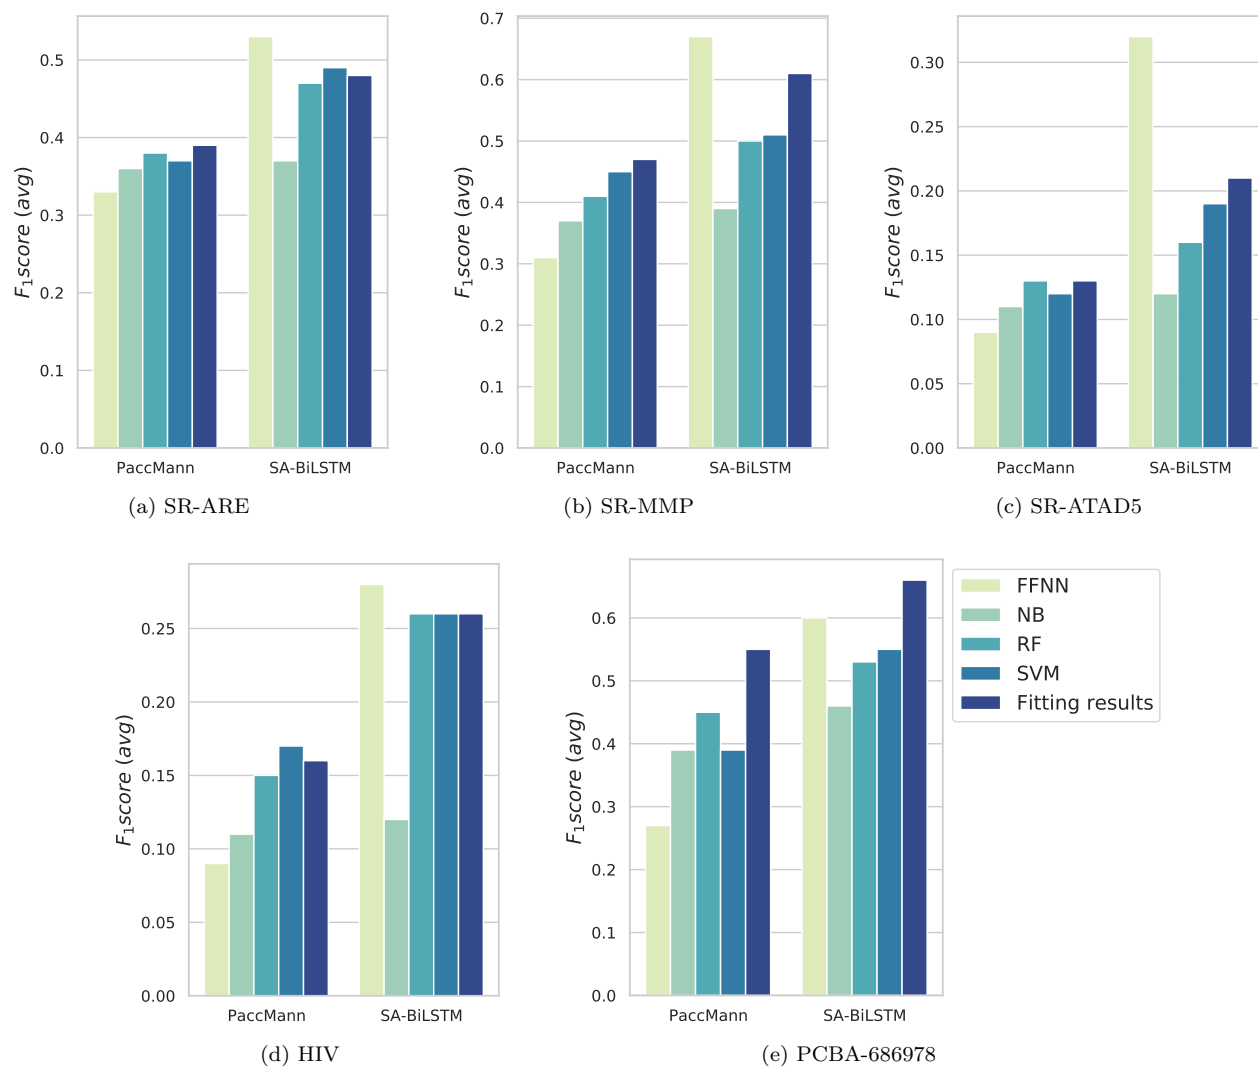 F1score (avg)
0.5
0.4
0.3
0.2
0.1
0.0
PaccMann SA-BiLSTM
(a) SR-ARE
F1score (avg)
0.7
0.6
0.5
0.4
0.3
0.2
0.1
0.0
PaccMann SA-BiLSTM
(b) SR-MMP
F1score (avg)
0.30
0.25
0.20
0.15
0.10
0.05
0.00
PaccMann SA-BiLSTM
(c) SR-ATAD5
F1score (avg)
0.25
0.20
0.15
0.10
0.05
0.00
PaccMann SA-BiLSTM
(d) HIV
F1score (avg)
0.6
0.5
0.4
0.3
0.2
0.1
0.0
PaccMann SA-BiLSTM
(e) PCBA-686978
FFNN
NB
RF
SVM
Fitting results